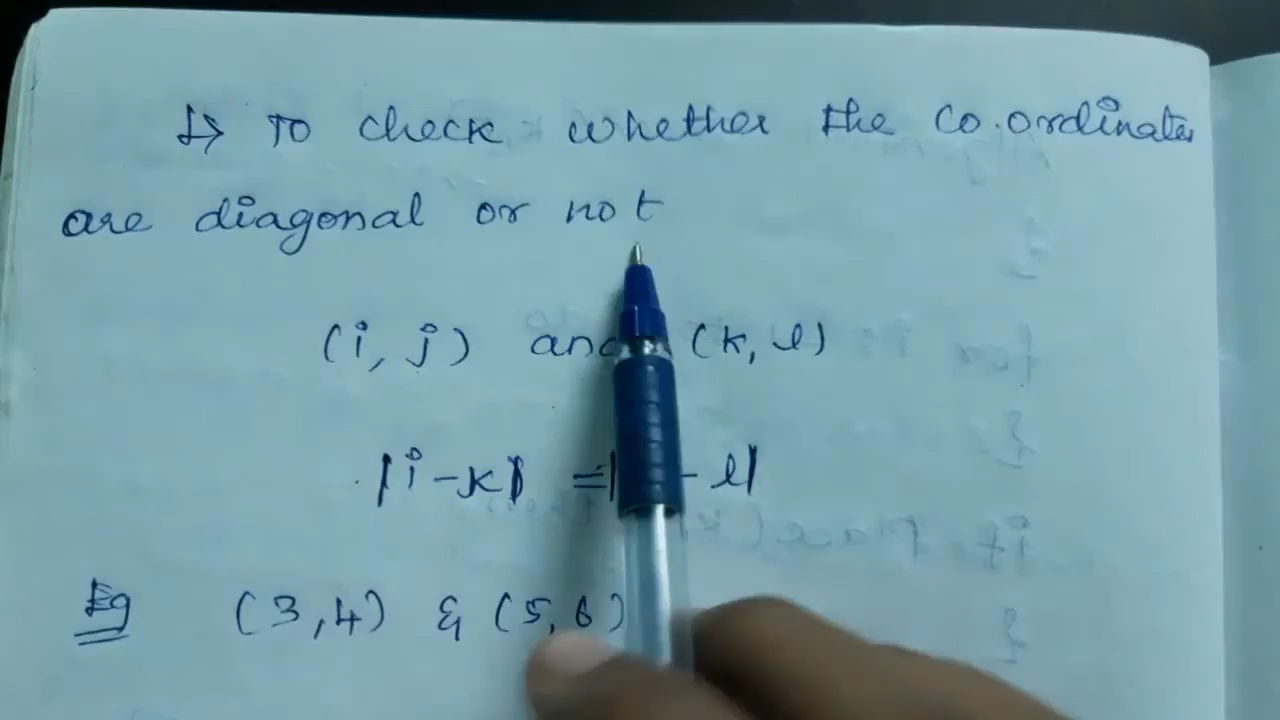 ↳ To check whether the co.ordinates
are diagonal or not
(i, j) and (k, l)
|i-k| = | - l|
Eg (3,4) & (5,6)